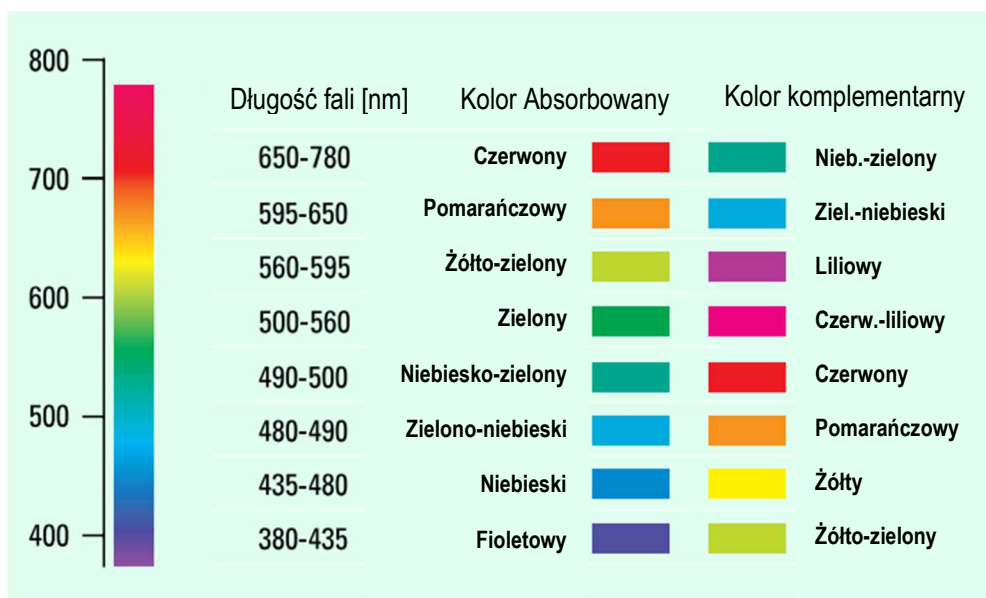 800
700
600
500
400
Długość fali [nm] Kolor Absorbowany Kolor komplementarny
650-780 Czerwony Nieb.-zielony
595-650 Pomarańczowy Ziel.-niebieski
560-595 Żółto-zielony Liliowy
500-560 Zielony Czerw.-liliowy
490-500 Niebiesko-zielony Czerwony
480-490 Zielono-niebieski Pomarańczowy
435-480 Niebieski Żółty
380-435 Fioletowy Żółto-zielony